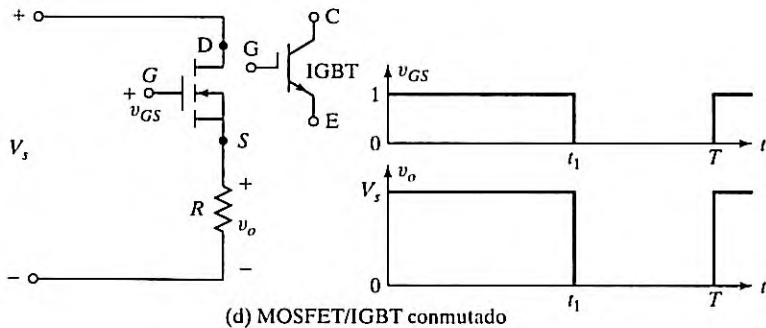 +
D
G
C
IGBT
E
G
+
v_GS
V_s
S
+
R
v_o
−
−
v_GS
1
0
t_1
T
t
v_o
V_s
0
t_1
T
t
(d) MOSFET/IGBT conmutado